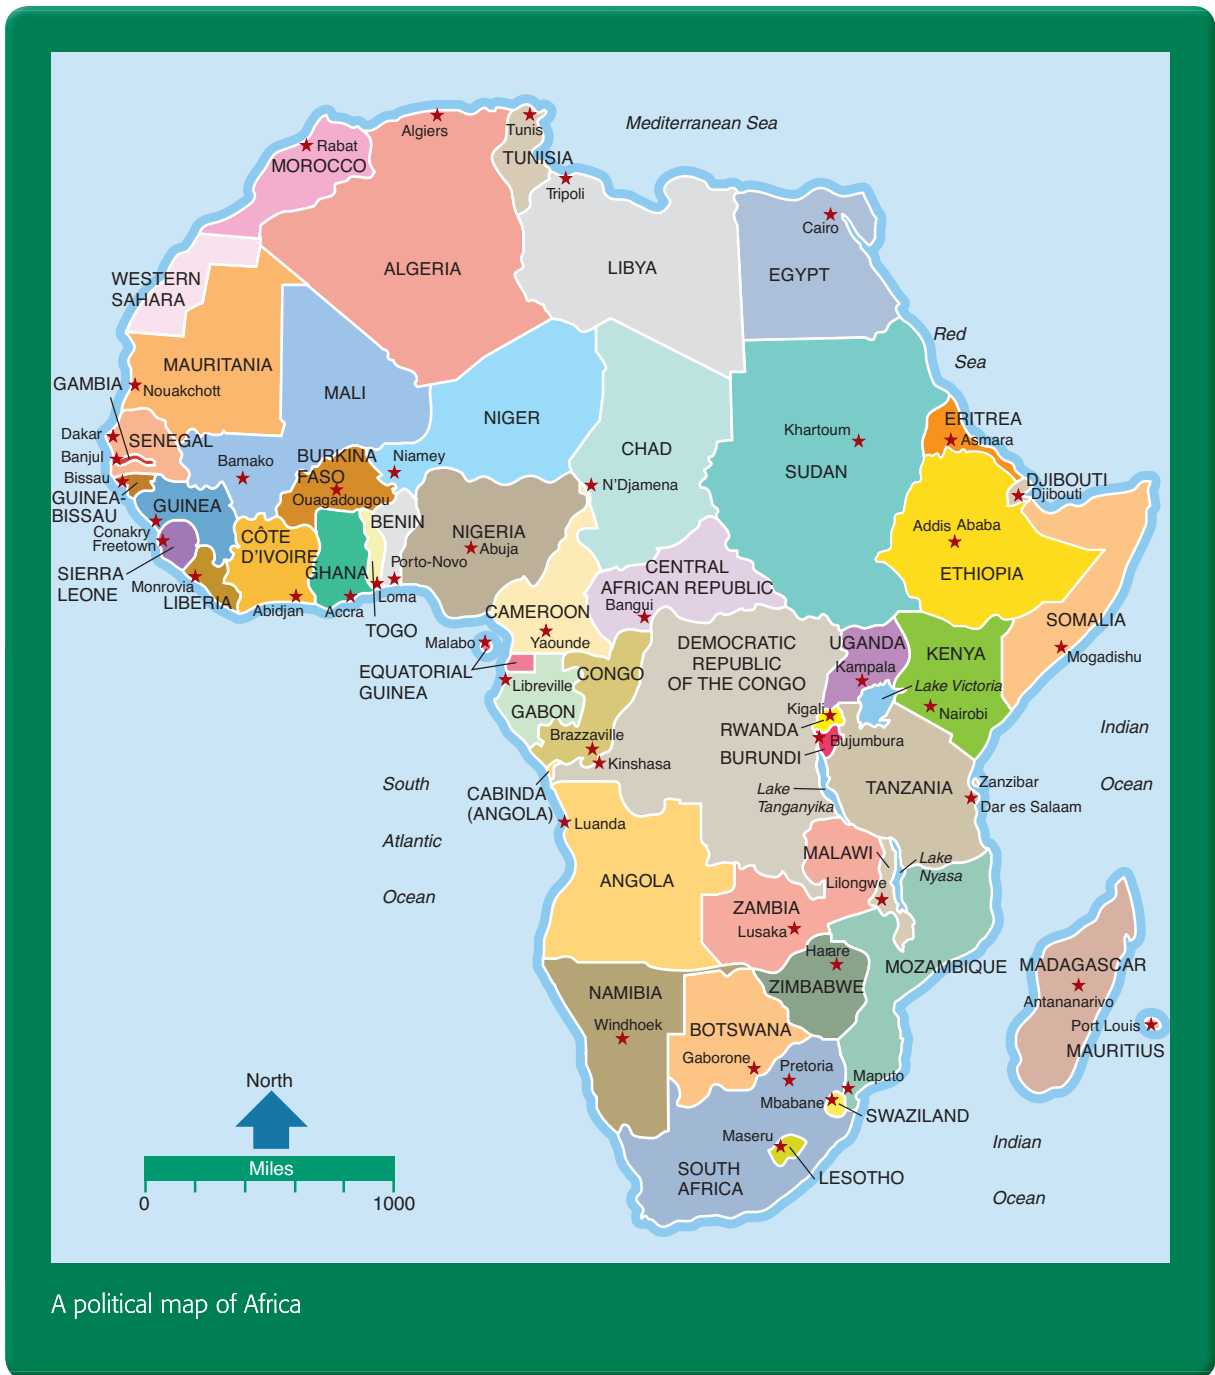 Mediterranean Sea
Algiers
Tunis
TUNISIA
Rabat
MOROCCO
Tripoli
Cairo
ALGERIA
LIBYA
EGYPT
WESTERN
SAHARA
Red
Sea
MAURITANIA
GAMBIA
Nouakchott
MALI
NIGER
CHAD
Khartoum
SUDAN
ERITREA
Asmara
Dakar
SENEGAL
Banjul
Bissau
GUINEA-
BISSAU
Bamako
BURKINA
FASO
Ouagadougou
Niamey
N'Djamena
DJIBOUTI
Djibouti
GUINEA
Conakry
Freetown
SIERRA
LEONE
Monrovia
LIBERIA
CÔTE
D'IVOIRE
Abidjan
GHANA
Accra
BENIN
Porto-Novo
Loma
TOGO
NIGERIA
Abuja
Addis Ababa
ETHIOPIA
CENTRAL
AFRICAN REPUBLIC
Bangui
CAMEROON
Yaounde
Malabo
EQUATORIAL
GUINEA
Libreville
GABON
CONGO
Brazzaville
Kinshasa
DEMOCRATIC
REPUBLIC
OF THE CONGO
UGANDA
Kampala
KENYA
Lake Victoria
Nairobi
SOMALIA
Mogadishu
Kigali
RWANDA
BURUNDI
Bujumbura
Lake
Tanganyika
TANZANIA
Zanzibar
Dar es Salaam
Indian
Ocean
South
Atlantic
Ocean
CABINDA
(ANGOLA)
Luanda
ANGOLA
MALAWI
Lilongwe
Lake
Nyasa
ZAMBIA
Lusaka
Harare
ZIMBABWE
MOZAMBIQUE
MADAGASCAR
Antananarivo
Port Louis
MAURITIUS
NAMIBIA
Windhoek
BOTSWANA
Gaborone
Pretoria
Maputo
Mbabane
SWAZILAND
Maseru
LESOTHO
SOUTH
AFRICA
Indian
Ocean
North
Miles
0
1000
A political map of Africa